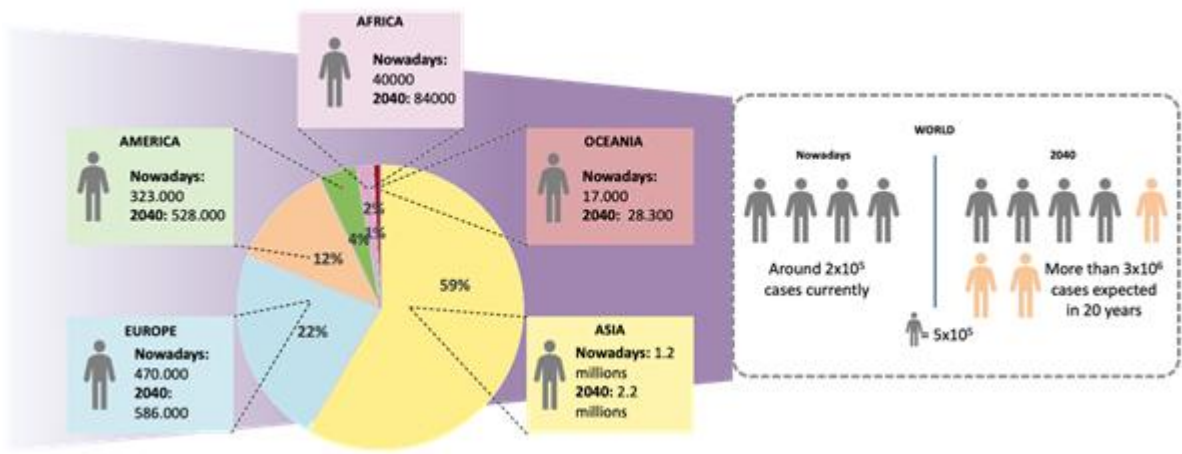 AFRICA
Nowadays:
40000
2040: 84000
AMERICA
Nowadays:
323.000
2040: 528.000
OCEANIA
Nowadays:
17.000
2040: 28.300
EUROPE
Nowadays:
470.000
2040:
586.000
ASIA
Nowadays: 1.2
millions
2040: 2.2
millions
2%
1%
4%
12%
22%
59%
WORLD
Nowadays
2040
Around 2x10⁵
cases currently
More than 3x10⁶
cases expected
in 20 years
= 5x10⁵